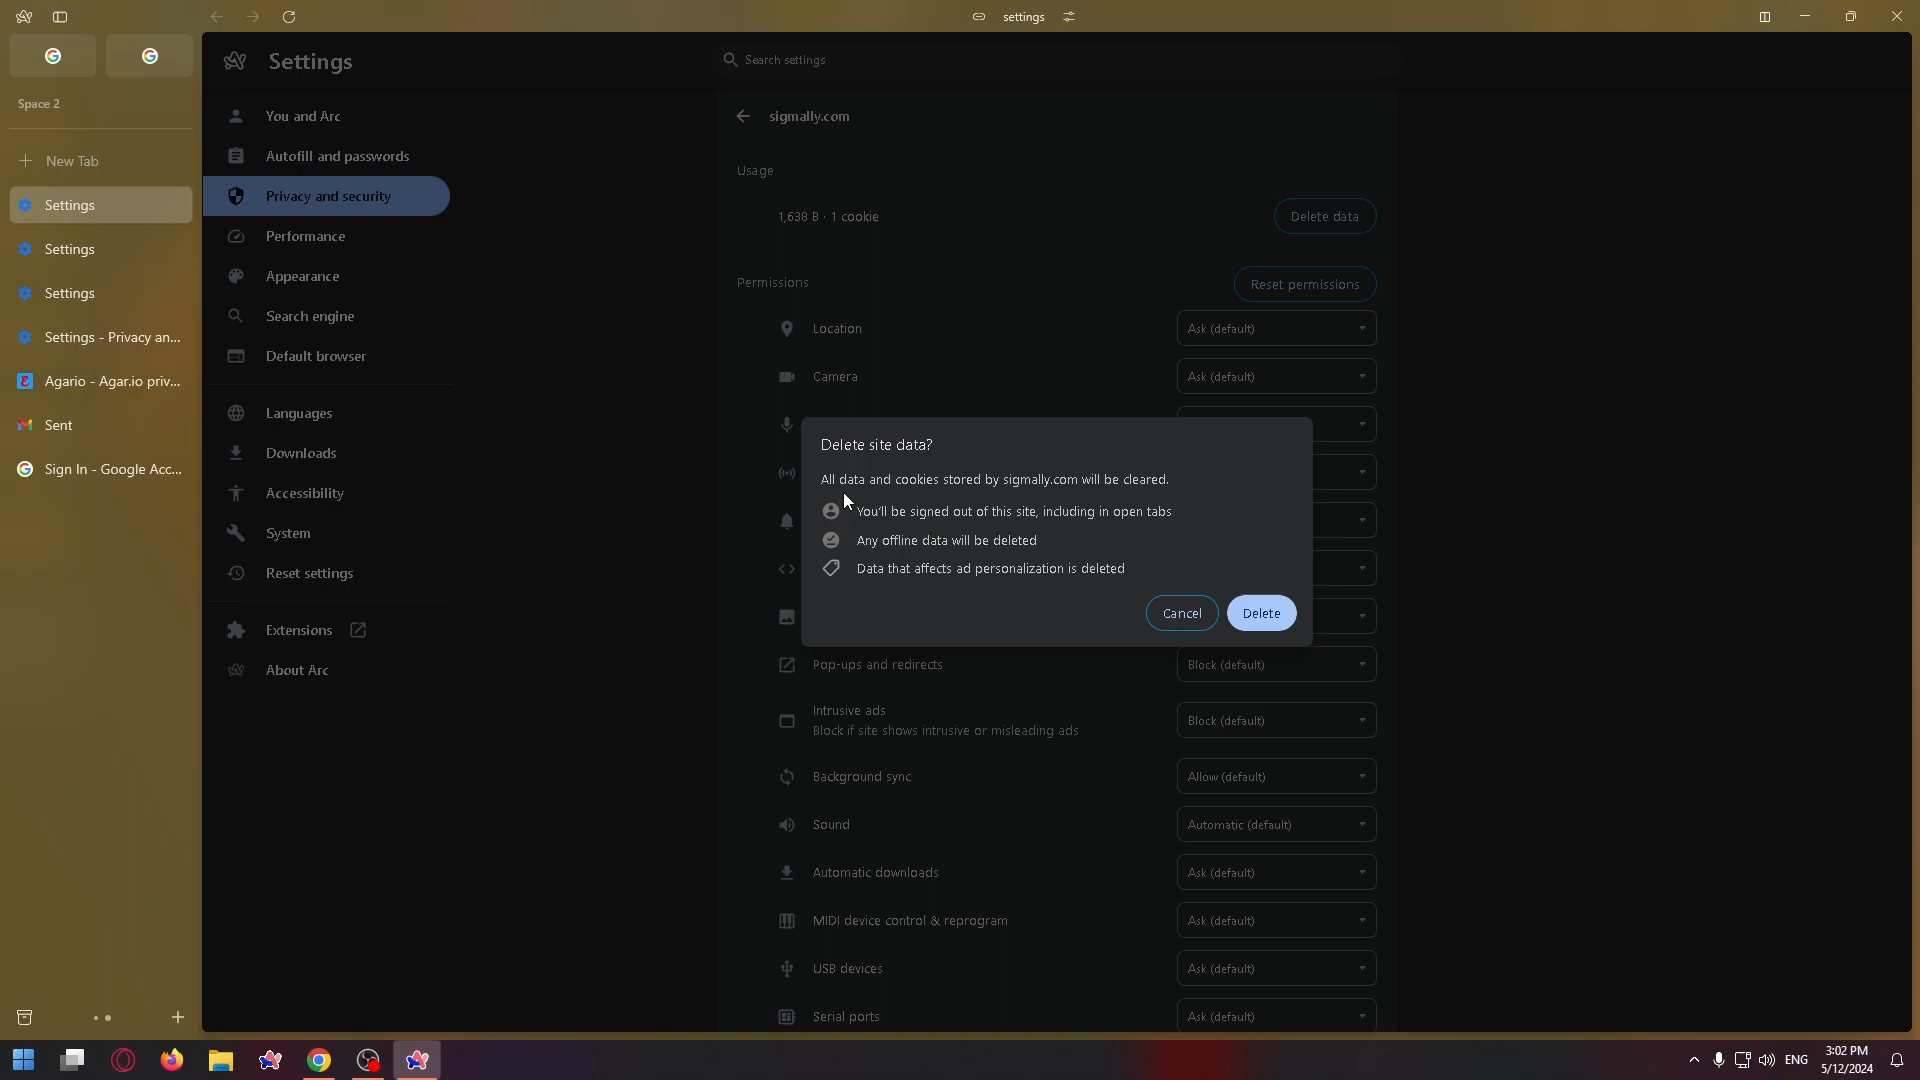 settings
Space 2
New Tab
Settings
Settings
Settings
Settings - Privacy an...
Agario - Agar.io priv...
Sent
Sign In - Google Acc...
Settings
Search settings
You and Arc
Autofill and passwords
Privacy and security
Performance
Appearance
Search engine
Default browser
Languages
Downloads
Accessibility
System
Reset settings
Extensions
About Arc
sigmally.com
Usage
1,638 B · 1 cookie
Delete data
Permissions
Reset permissions
Location
Ask (default)
Camera
Ask (default)
Delete site data?
All data and cookies stored by sigmally.com will be cleared.
You'll be signed out of this site, including in open tabs
Any offline data will be deleted
Data that affects ad personalization is deleted
Cancel
Delete
Pop-ups and redirects
Block (default)
Intrusive ads
Block if site shows intrusive or misleading ads
Block (default)
Background sync
Allow (default)
Sound
Automatic (default)
Automatic downloads
Ask (default)
MIDI device control & reprogram
Ask (default)
USB devices
Ask (default)
Serial ports
Ask (default)
ENG
3:02 PM
5/12/2024